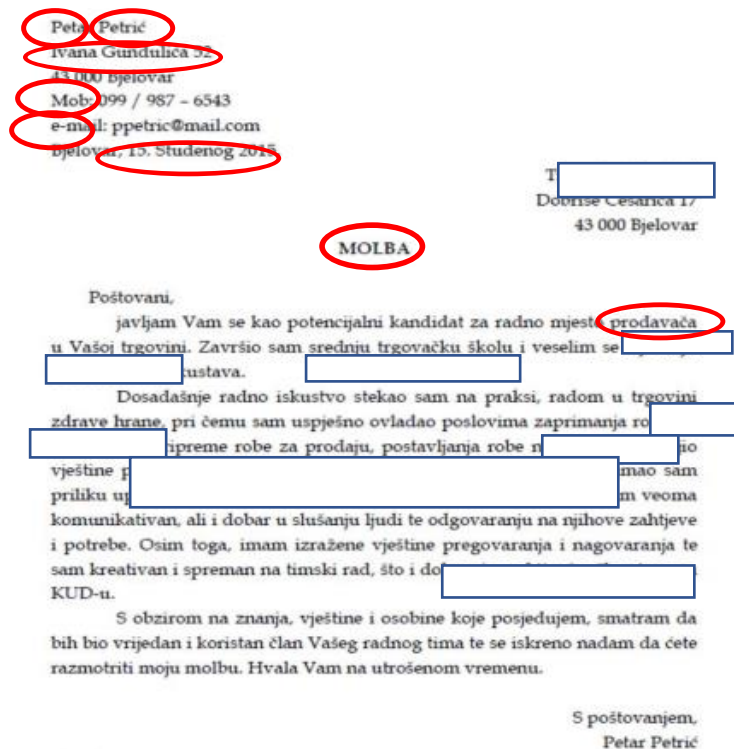 Petar Petrić
Ivana Gundulića 52
43 000 Bjelovar
Mob: 099 / 987 – 6543
e-mail: ppetric@mail.com
Bjelovar, 15. Studenog 2015.
Dobriše Cesarića 17
43 000 Bjelovar
MOLBA
Poštovani,
javljam Vam se kao potencijalni kandidat za radno mjesto prodavača
u Vašoj trgovini. Završio sam srednju trgovačku školu i veselim se
Dosadašnje radno iskustvo stekao sam na praksi, radom u trgovini
zdrave hrane, pri čemu sam uspješno ovladao poslovima zaprimanja
robe za prodaju, postavljanja robe
vještine
priliku veoma
komunikativan, ali i dobar u slušanju ljudi te odgovaranju na njihove zahtjeve
i potrebe. Osim toga, imam izražene vještine pregovaranja i nagovaranja te
sam kreativan i spreman na timski rad, što i
KUD-u.
S obzirom na znanja, vještine i osobine koje posjedujem, smatram da
bih bio vrijedan i koristan član Vašeg radnog tima te se iskreno nadam da ćete
razmotriti moju molbu. Hvala Vam na utrošenom vremenu.
S poštovanjem,
Petar Petrić